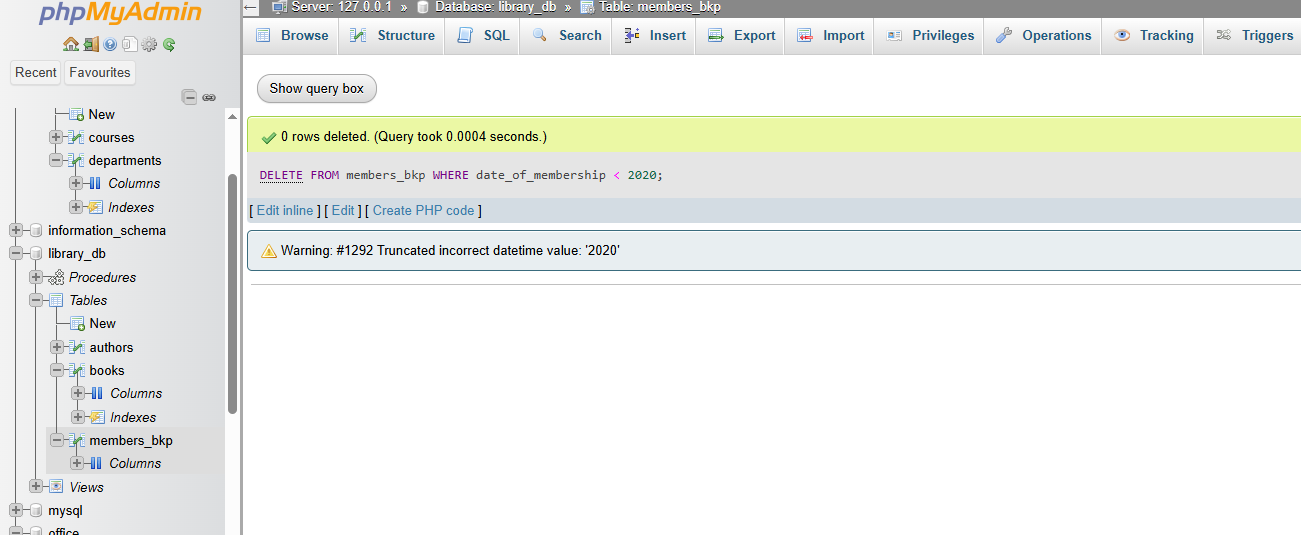 phpMyAdmin
Recent
Favourites
New
courses
departments
Columns
Indexes
information_schema
library_db
Procedures
Tables
New
authors
books
Columns
Indexes
members_bkp
Columns
Views
mysql
office
Server: 127.0.0.1 » Database: library_db » Table: members_bkp
Browse Structure SQL Search Insert Export Import Privileges Operations Tracking Triggers
Show query box
0 rows deleted. (Query took 0.0004 seconds.)
DELETE FROM members_bkp WHERE date_of_membership < 2020;
[ Edit inline ] [ Edit ] [ Create PHP code ]
Warning: #1292 Truncated incorrect datetime value: '2020'